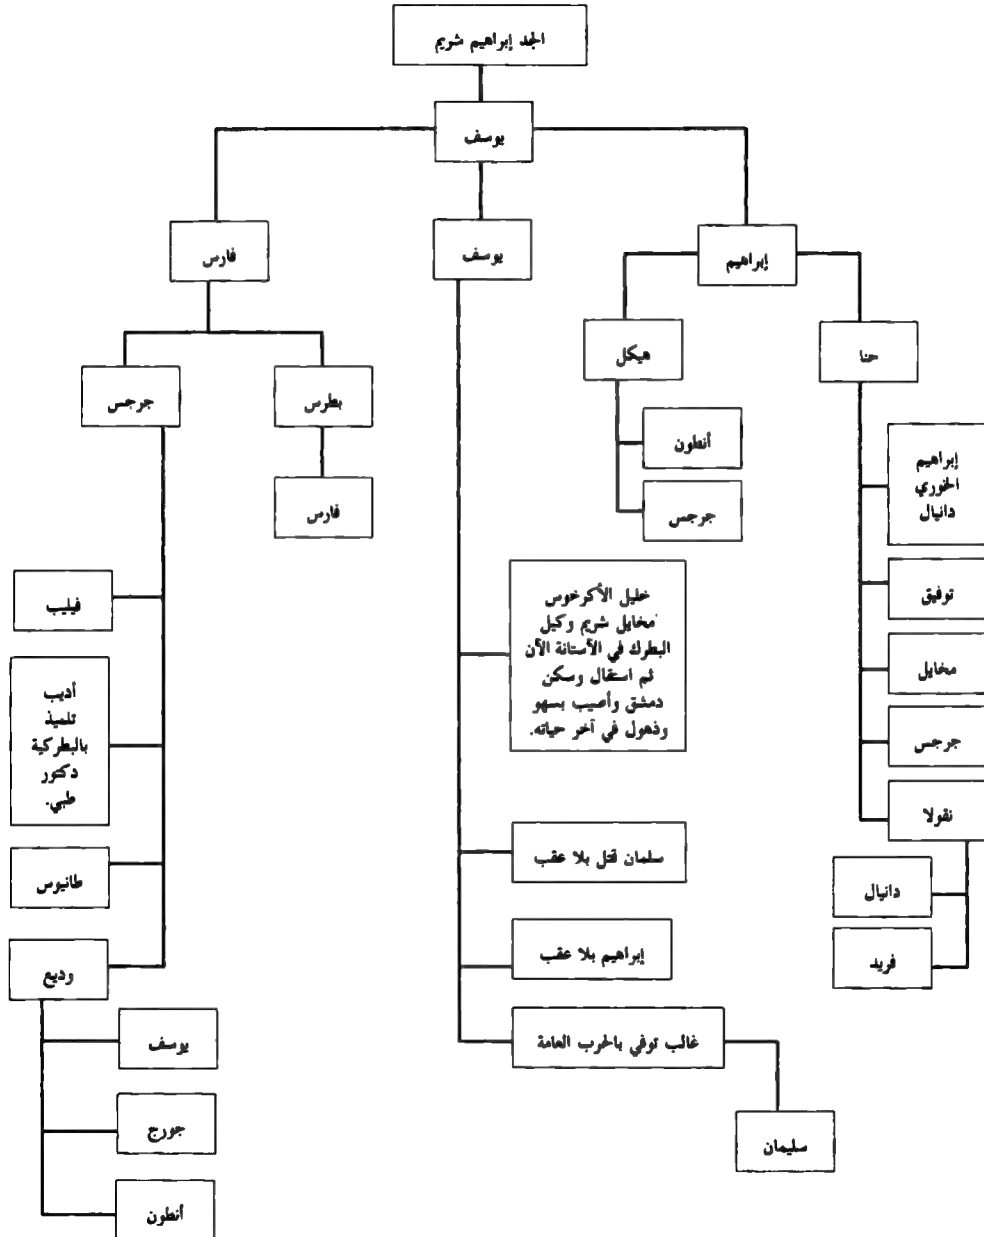 الجد إبراهيم شريم
يوسف
إبراهيم
يوسف
فارس
حنا
هيكل
بطرس
جرجس
أنطون
جرجس
فارس
إبراهيم
الخوري
دانيال
توفيق
مخايل
جرجس
نقولا
دانيال
فريد
خليل الأكرخوس
مخايل شريم وكيل
البطرك في الآستانة الآن
ثم استقال وسكن
دمشق وأصيب بسهو
وذهول في آخر حياته.
سلمان قتل بلا عقب
إبراهيم بلا عقب
غالب توفي بالحرب العامة
سليمان
فيليب
أديب
تلميذ
بالبطركية
دكتور
طبي.
طانيوس
وديع
يوسف
جورج
أنطون